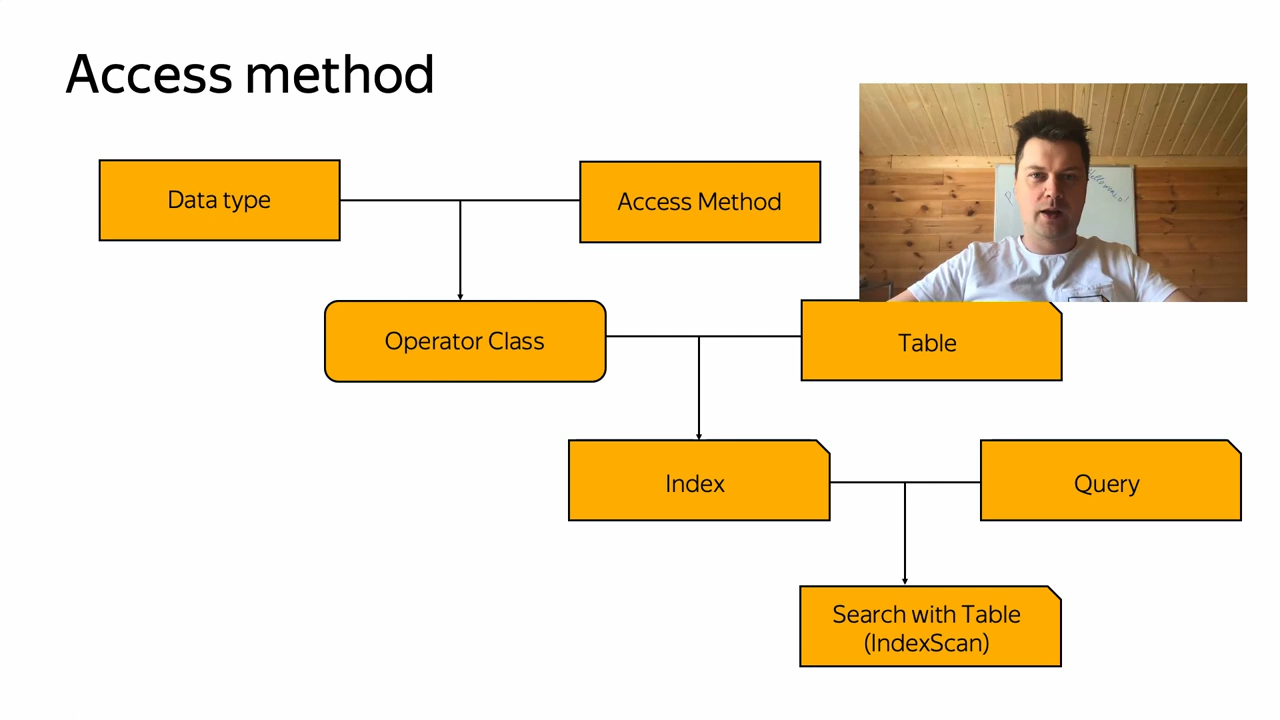 Access method
Data type
Access Method
Operator Class
Table
Index
Query
Search with Table
(IndexScan)